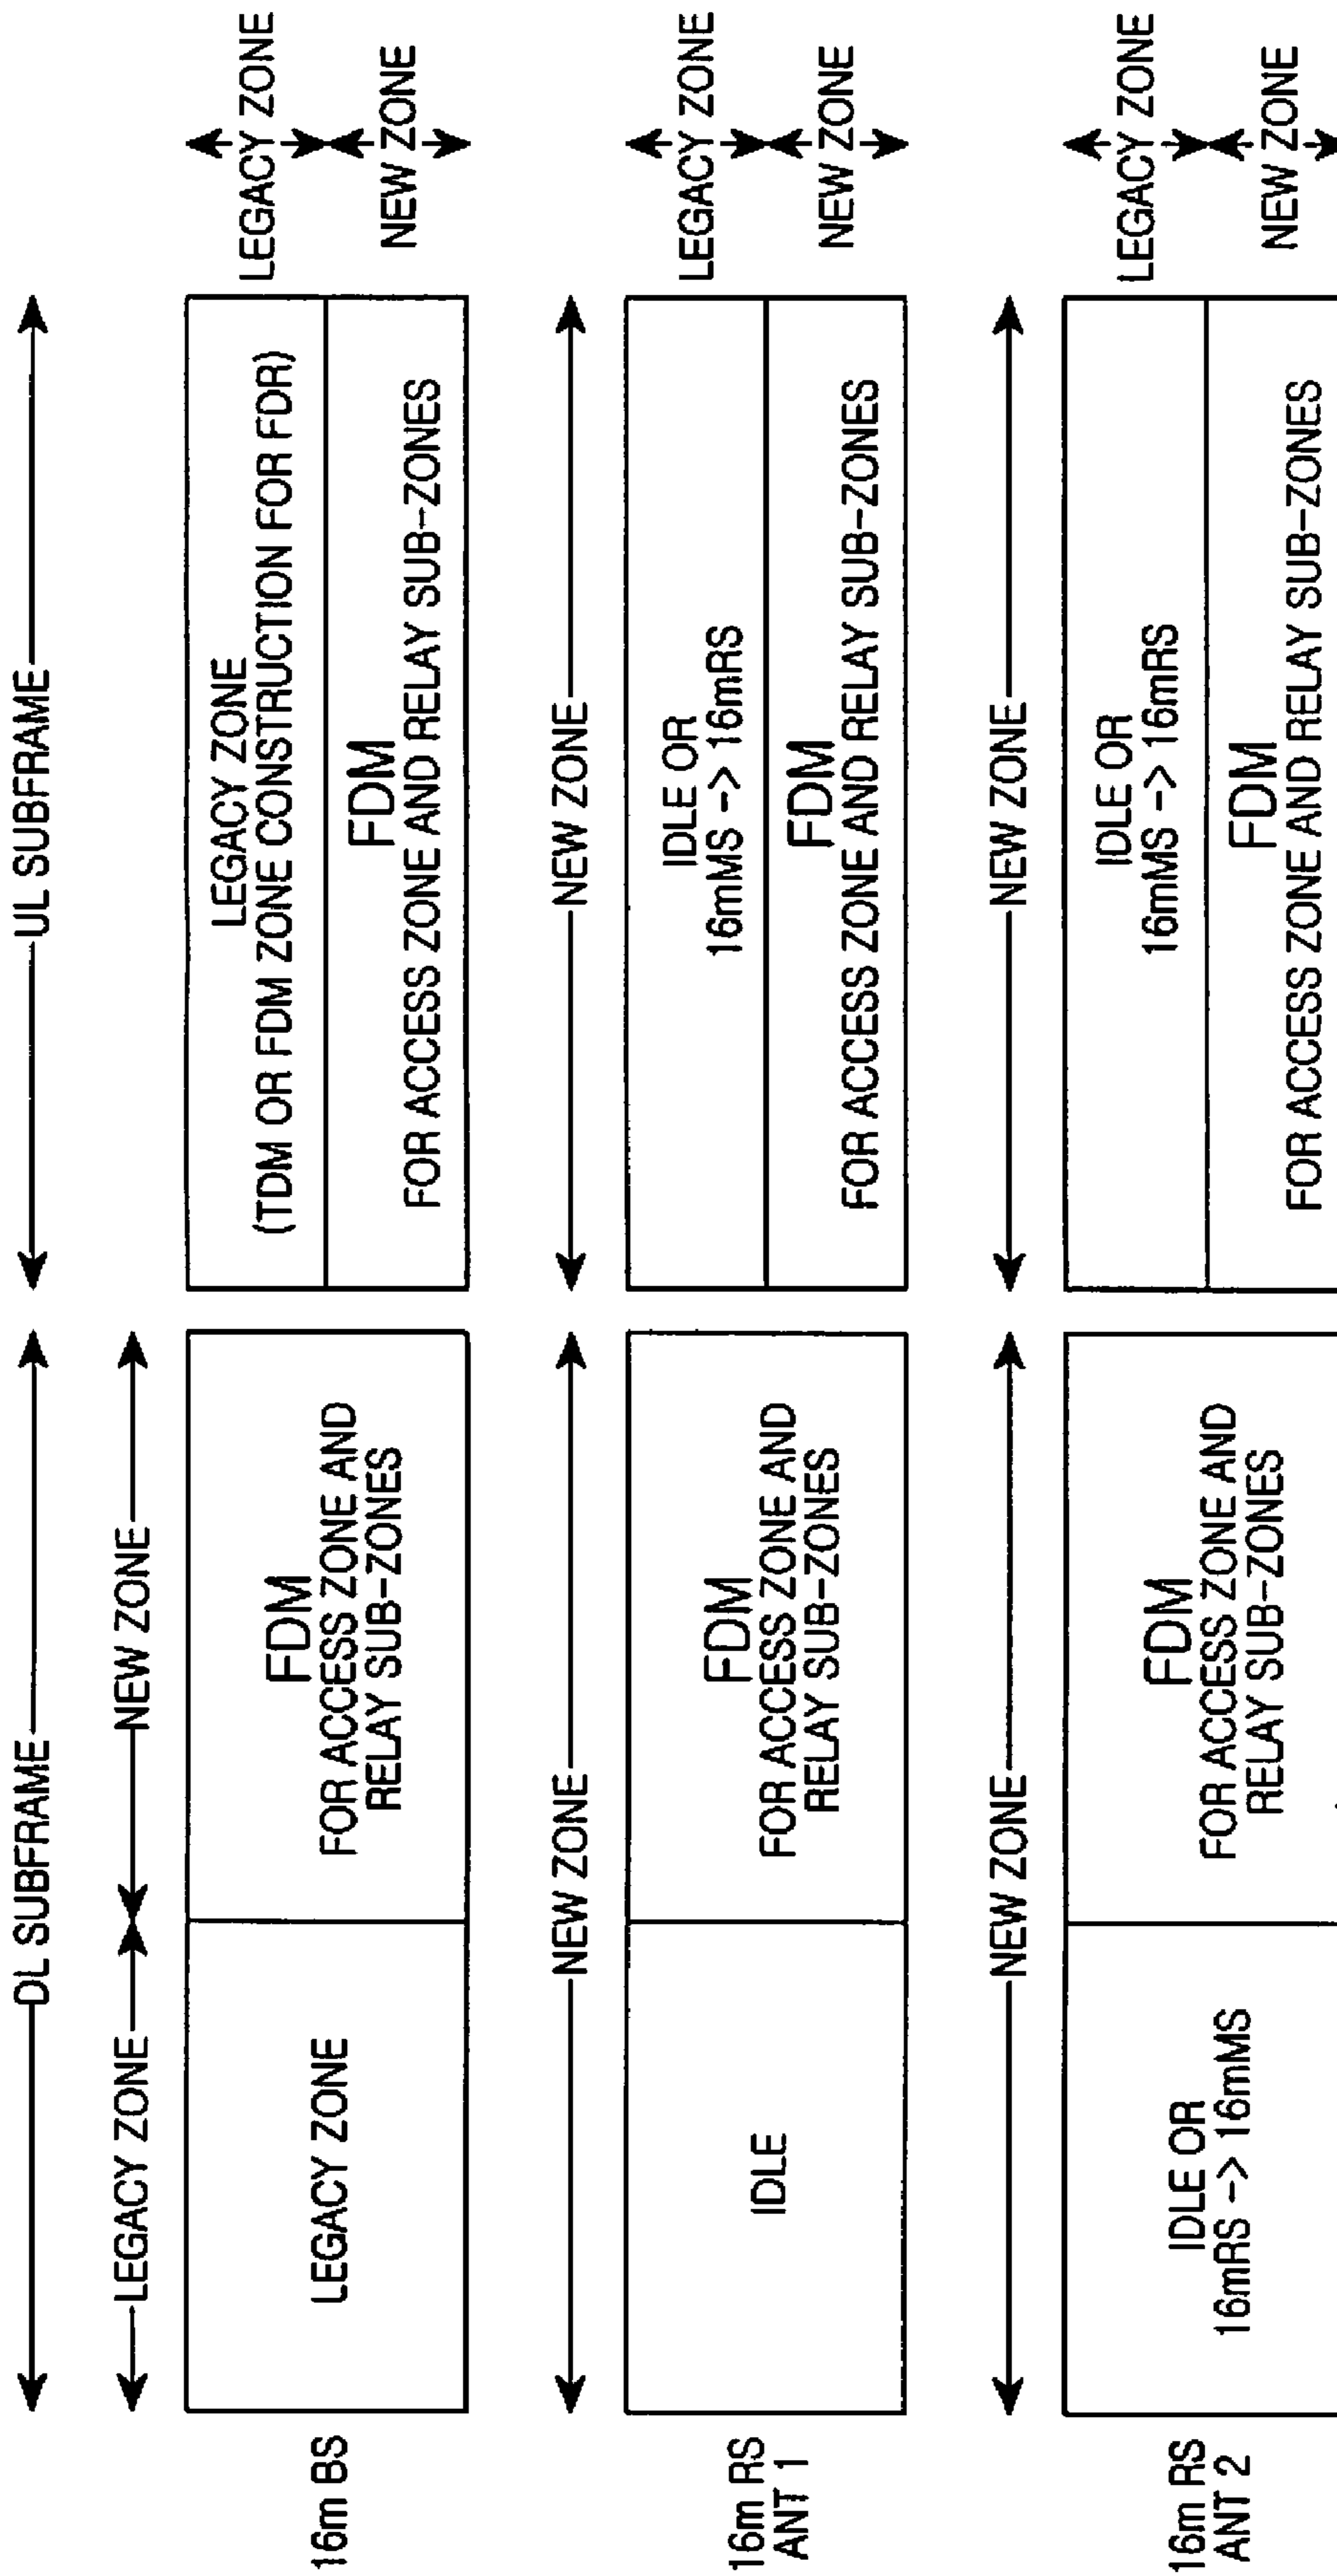 DL SUBFRAME
UL SUBFRAME
LEGACY ZONE
NEW ZONE
16m BS
LEGACY ZONE
FDM
FOR ACCESS ZONE AND
RELAY SUB-ZONES
LEGACY ZONE
(TDM OR FDM ZONE CONSTRUCTION FOR FDR)
FDM
FOR ACCESS ZONE AND RELAY SUB-ZONES
LEGACY ZONE
NEW ZONE
NEW ZONE
NEW ZONE
16m RS
ANT 1
IDLE
FDM
FOR ACCESS ZONE AND
RELAY SUB-ZONES
IDLE OR
16mMS -> 16mRS
FDM
FOR ACCESS ZONE AND RELAY SUB-ZONES
LEGACY ZONE
NEW ZONE
NEW ZONE
NEW ZONE
16m RS
ANT 2
IDLE OR
16mRS -> 16mMS
FDM
FOR ACCESS ZONE AND
RELAY SUB-ZONES
IDLE OR
16mMS -> 16mRS
FDM
FOR ACCESS ZONE AND RELAY SUB-ZONES
LEGACY ZONE
NEW ZONE